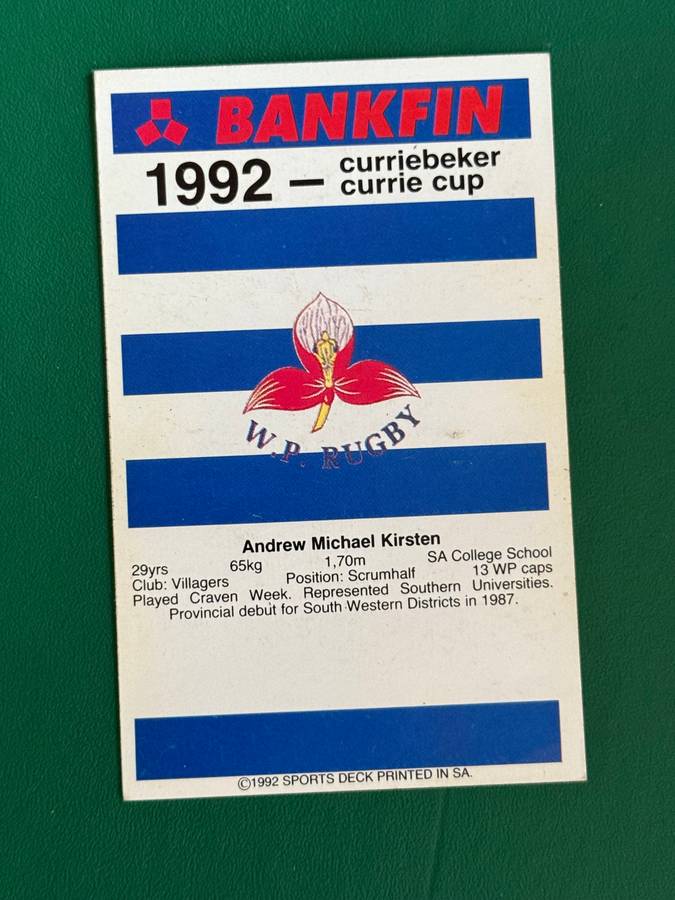 BANKFIN
1992 – curriebeker
currie cup
W.P. RUGBY
Andrew Michael Kirsten
29yrs 65kg 1,70m SA College School
Club: Villagers Position: Scrumhalf 13 WP caps
Played Craven Week. Represented Southern Universities.
Provincial debut for South Western Districts in 1987.
©1992 SPORTS DECK PRINTED IN SA.